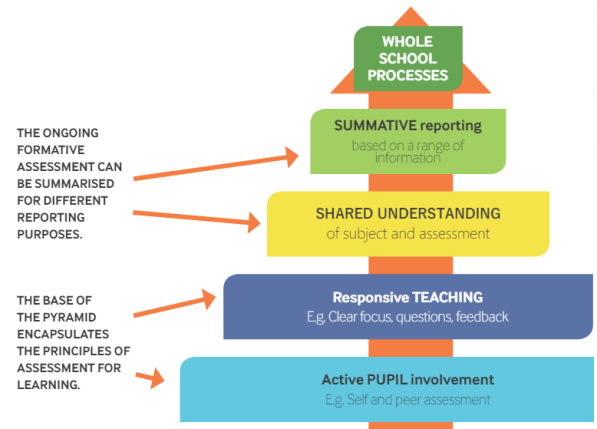 WHOLE
SCHOOL
PROCESSES
SUMMATIVE reporting
based on a range of
information
THE ONGOING
FORMATIVE
ASSESSMENT CAN
BE SUMMARISED
FOR DIFFERENT
REPORTING
PURPOSES.
SHARED UNDERSTANDING
of subject and assessment
Responsive TEACHING
E.g. Clear focus, questions, feedback
THE BASE OF
THE PYRAMID
ENCAPSULATES
THE PRINCIPLES OF
ASSESSMENT FOR
LEARNING.
Active PUPIL involvement
E.g. Self and peer assessment